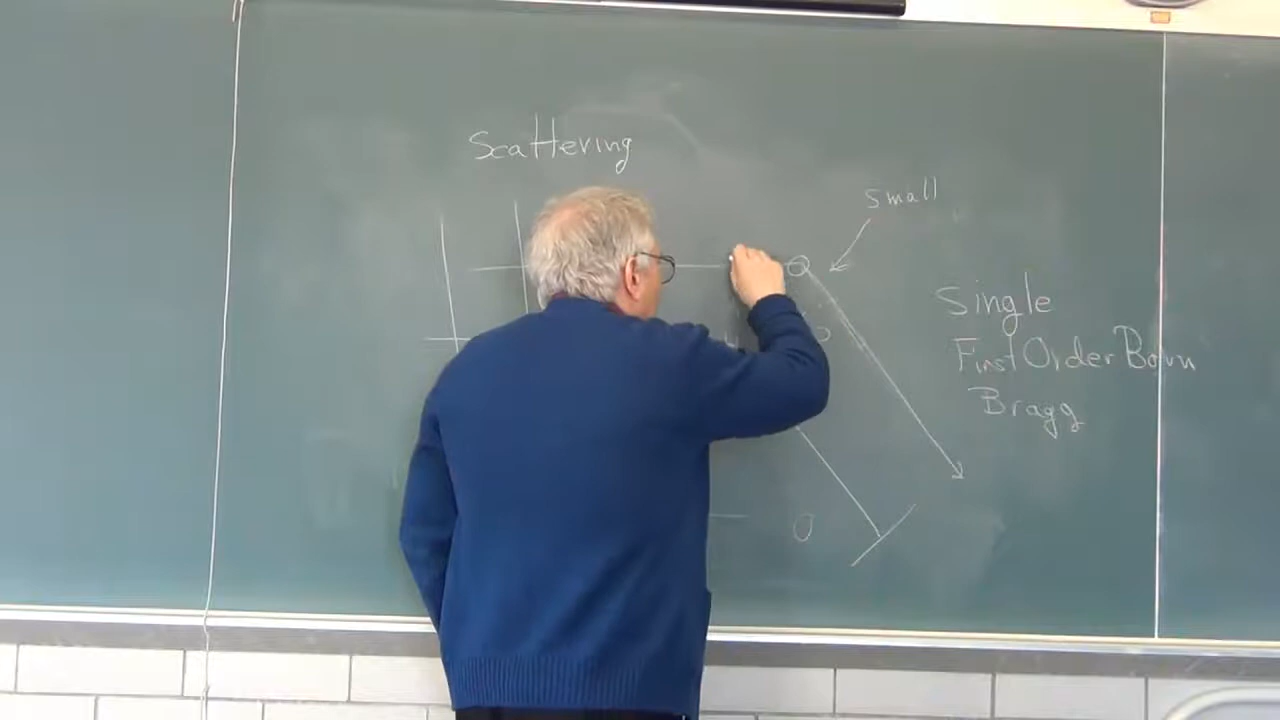 Scattering
small
Single
First Order Born
Bragg